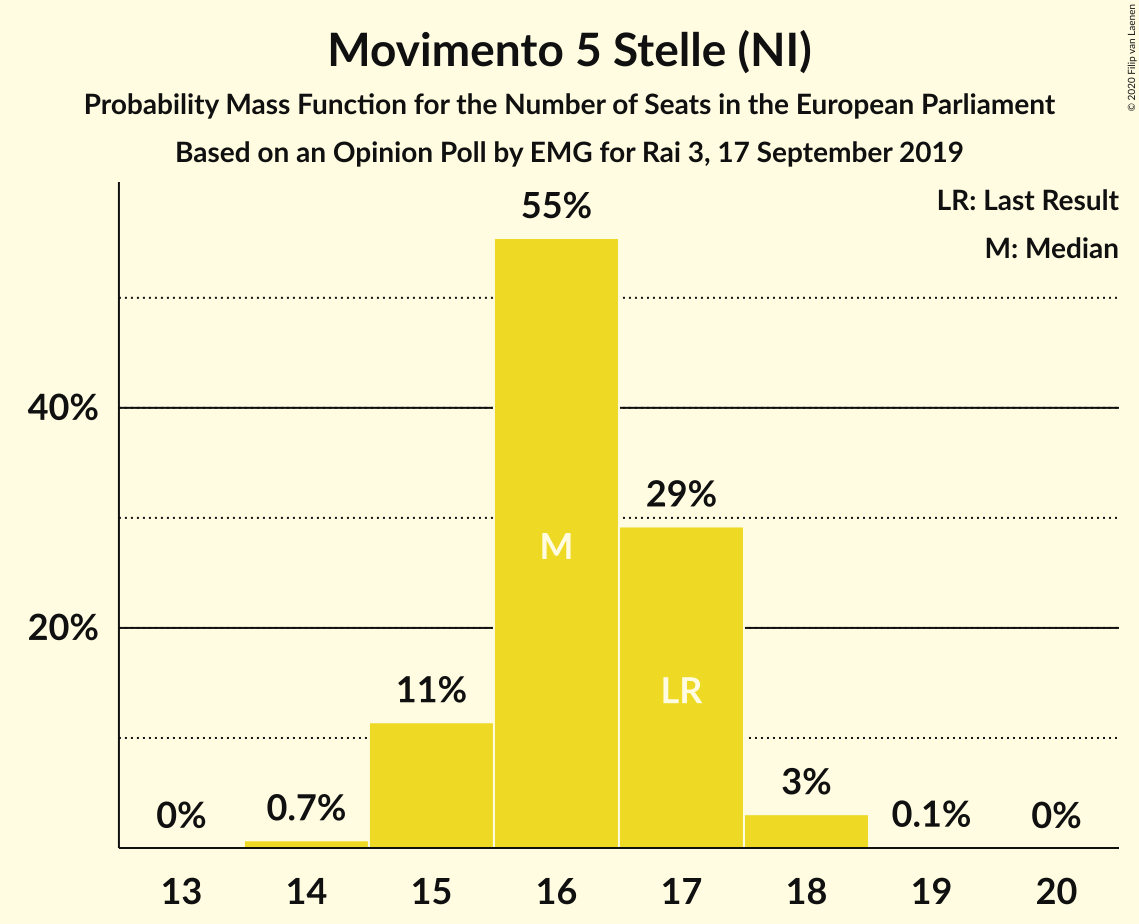 Movimento 5 Stelle (NI)
Probability Mass Function for the Number of Seats in the European Parliament
Based on an Opinion Poll by EMG for Rai 3, 17 September 2019
© 2020 Filip van Laenen
LR: Last Result
M: Median
55%
40%
29%
M
20%
11%
LR
3%
0%
0.7%
0.1%
0%
13 14 15 16 17 18 19 20